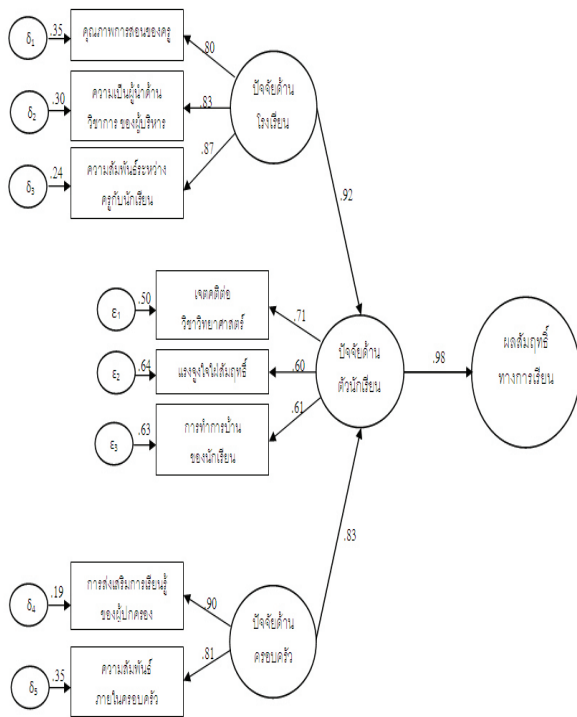 δ₁
.35
คุณภาพการสอนของครู
.80
δ₂
.30
ความเป็นผู้นำด้าน
วิชาการ ของผู้บริหาร
.83
ปัจจัยด้าน
โรงเรียน
δ₃
.24
ความสัมพันธ์ระหว่าง
ครูกับนักเรียน
.87
.92
ε₁
.50
เจตคติต่อ
วิชาวิทยาศาสตร์
.71
ε₂
.64
แรงจูงใจใฝ่สัมฤทธิ์
.60
ปัจจัยด้าน
ตัวนักเรียน
.98
ผลสัมฤทธิ์
ทางการเรียน
ε₃
.63
การทำการบ้าน
ของนักเรียน
.61
.83
δ₄
.19
การส่งเสริมการเรียนรู้
ของผู้ปกครอง
.90
ปัจจัยด้าน
ครอบครัว
δ₅
.35
ความสัมพันธ์
ภายในครอบครัว
.81